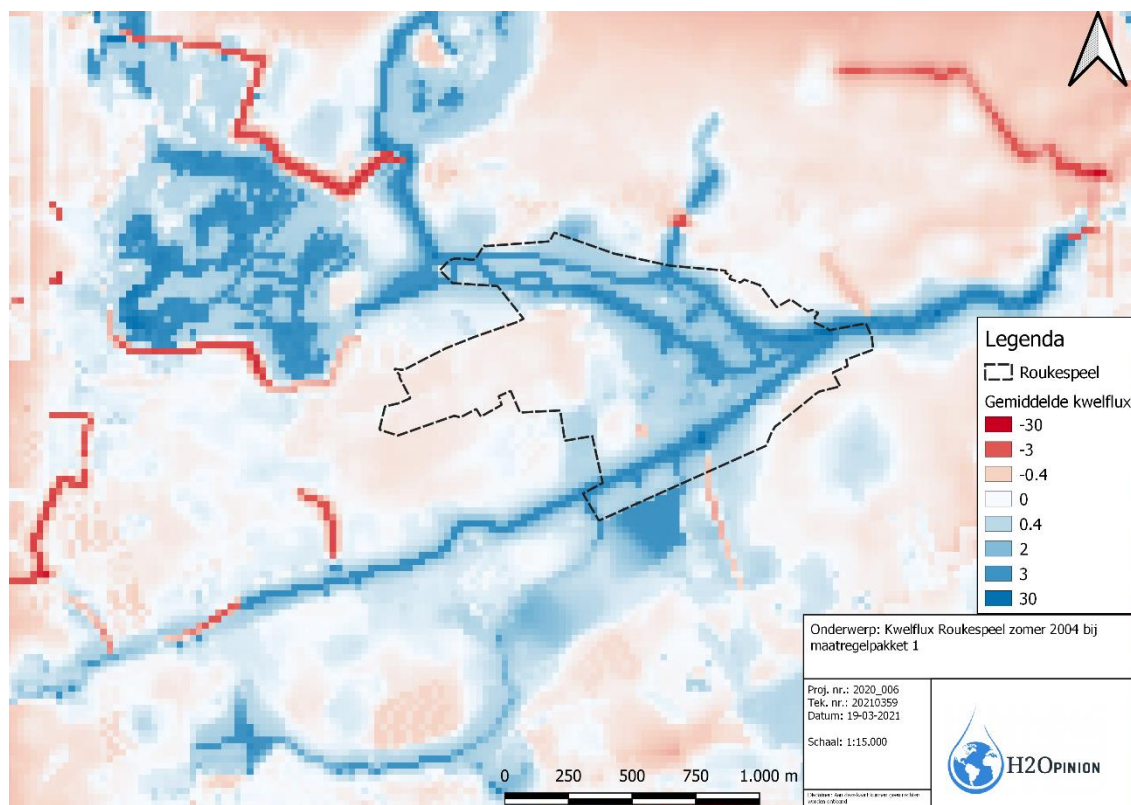 Legenda
Roukespeel
Gemiddelde kwelflux
-30
-3
-0.4
0
0.4
2
3
30
Onderwerp: Kwelflux Roukespeel zomer 2004 bij
maatregelpakket 1
Proj. nr.: 2020_006
Tek. nr.: 20210359
Datum: 19-03-2021
Schaal: 1:15.000
H2OPINION
0 250 500 750 1.000 m